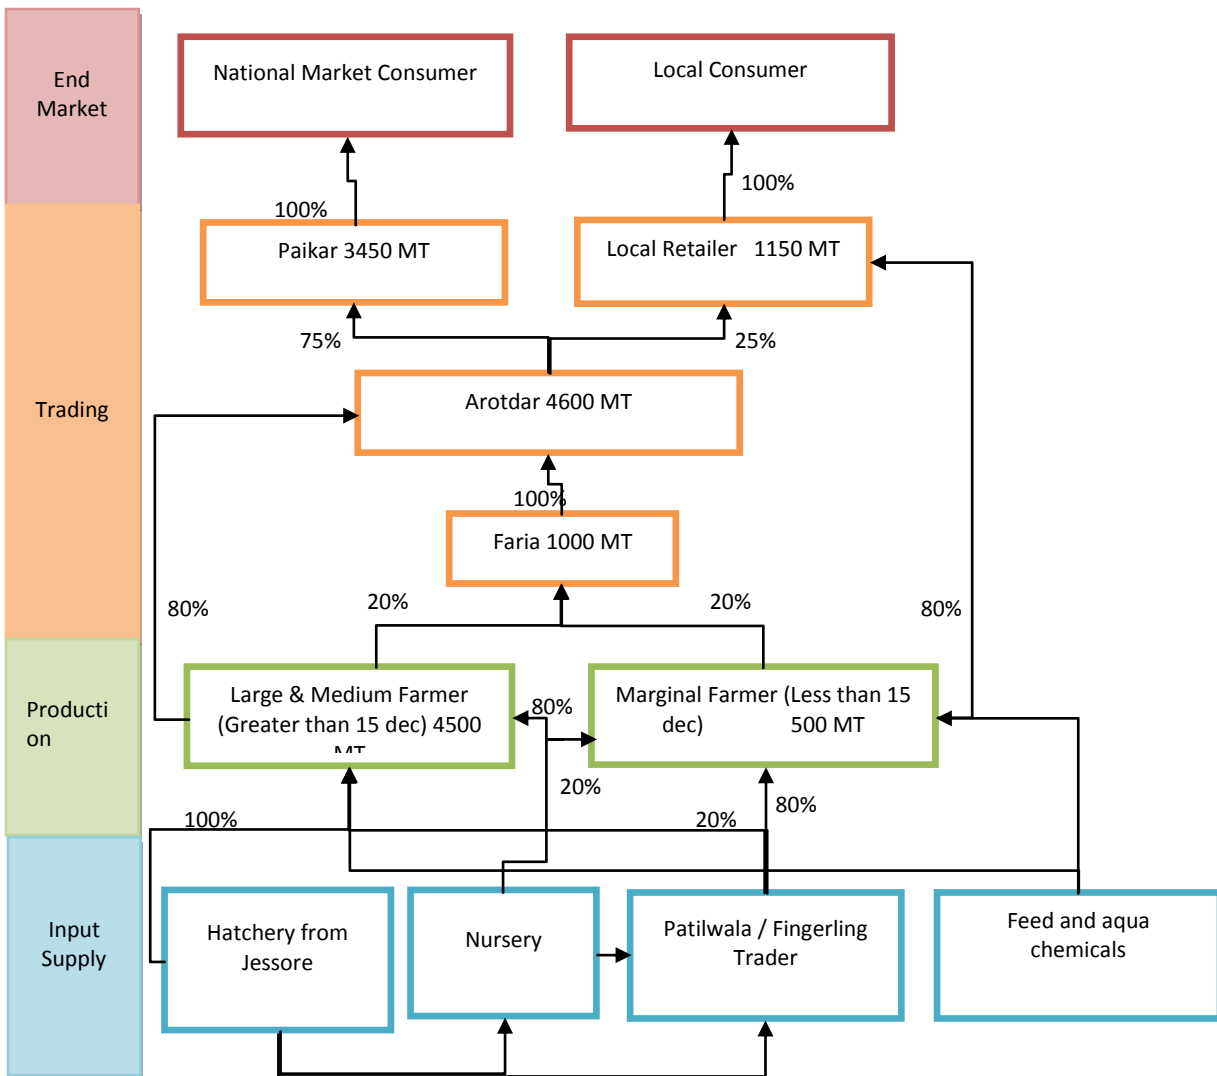 End
Market
National Market Consumer
Local Consumer
100%
100%
Trading
Paikar 3450 MT
Local Retailer 1150 MT
75%
25%
Arotdar 4600 MT
100%
Faria 1000 MT
80%
20%
20%
80%
Producti
on
Large & Medium Farmer
(Greater than 15 dec) 4500
MT
Marginal Farmer (Less than 15
dec) 500 MT
80%
20%
80%
100%
20%
Input
Supply
Hatchery from
Jessore
Nursery
Patilwala / Fingerling
Trader
Feed and aqua
chemicals